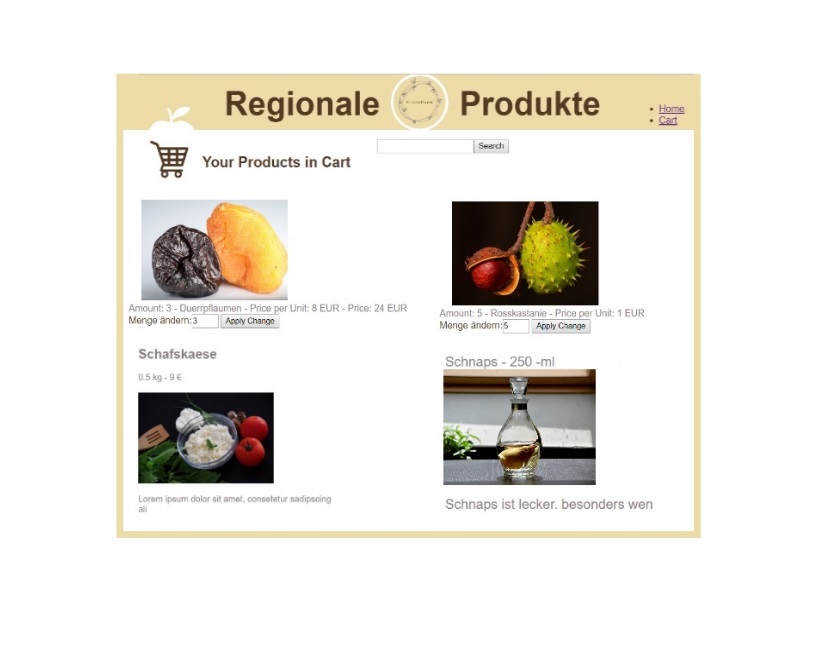 Regionale Produkte
Home
Cart
Search
Your Products in Cart
Amount: 3 - Duerrpflaumen - Price per Unit: 8 EUR - Price: 24 EUR
Menge ändern: 3 Apply Change
Amount: 5 - Rosskastanie - Price per Unit: 1 EUR
Menge ändern: 5 Apply Change
Schafskaese
0.5 kg - 9 €
Lorem ipsum dolor sit amet, consetetur sadipscing
ali
Schnaps - 250 -ml
Schnaps ist lecker. besonders wen